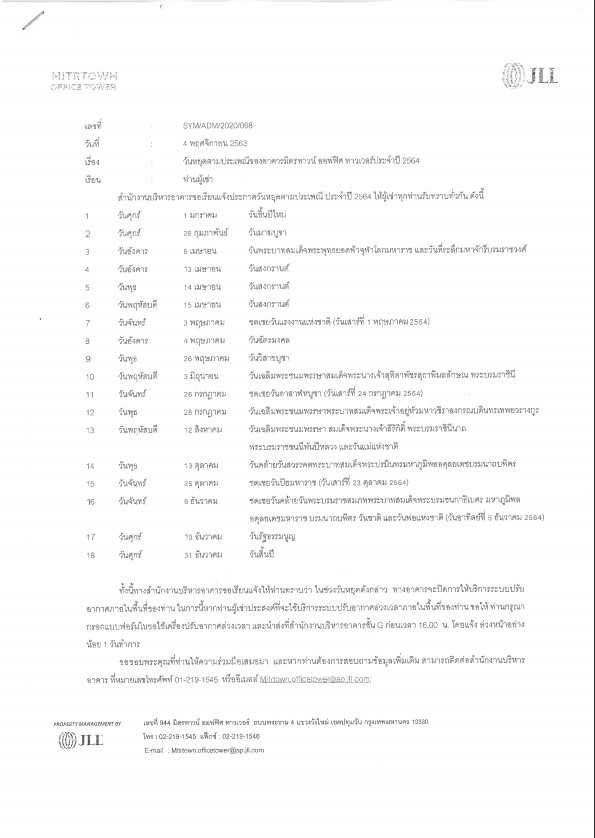 MITRTOWN
OFFICE TOWER
JLL
เลขที่ : SYM/ADM/2020/068
วันที่ : 4 พฤศจิกายน 2563
เรื่อง : วันหยุดตามประเพณีของอาคารมิตรทาวน์ ออฟฟิศ ทาวเวอร์ประจำปี 2564
เรียน : ท่านผู้เช่า
สำนักงานบริหารอาคารขอเรียนแจ้งประกาศวันหยุดตามประเพณี ประจำปี 2564 ให้ผู้เช่าทุกท่านรับทราบทั่วกัน ดังนี้
1 วันศุกร์ 1 มกราคม วันขึ้นปีใหม่
2 วันศุกร์ 26 กุมภาพันธ์ วันมาฆบูชา
3 วันอังคาร 6 เมษายน วันพระบาทสมเด็จพระพุทธยอดฟ้าจุฬาโลกมหาราช และวันที่ระลึกมหาจักรีบรมราชวงศ์
4 วันอังคาร 13 เมษายน วันสงกรานต์
5 วันพุธ 14 เมษายน วันสงกรานต์
6 วันพฤหัสบดี 15 เมษายน วันสงกรานต์
7 วันจันทร์ 3 พฤษภาคม ชดเชยวันแรงงานแห่งชาติ (วันเสาร์ที่ 1 พฤษภาคม 2564)
8 วันอังคาร 4 พฤษภาคม วันฉัตรมงคล
9 วันพุธ 26 พฤษภาคม วันวิสาขบูชา
10 วันพฤหัสบดี 3 มิถุนายน วันเฉลิมพระชนมพรรษาสมเด็จพระนางเจ้าสุทิดาพัชรสุธาพิมลลักษณ พระบรมราชินี
11 วันจันทร์ 26 กรกฎาคม ชดเชยวันอาสาฬหบูชา (วันเสาร์ที่ 24 กรกฎาคม 2564)
12 วันพุธ 28 กรกฎาคม วันเฉลิมพระชนมพรรษาพระบาทสมเด็จพระเจ้าอยู่หัวมหาวชิราลงกรณบดินทรเทพยวรางกูร
13 วันพฤหัสบดี 12 สิงหาคม วันเฉลิมพระชนมพรรษา สมเด็จพระนางเจ้าสิริกิติ์ พระบรมราชินีนาถ
พระบรมราชชนนีพันปีหลวง และวันแม่แห่งชาติ
14 วันพุธ 13 ตุลาคม วันคล้ายวันสวรรคตพระบาทสมเด็จพระปรมินทรมหาภูมิพลอดุลยเดชบรมนาถบพิตร
15 วันจันทร์ 25 ตุลาคม ชดเชยวันปิยมหาราช (วันเสาร์ที่ 23 ตุลาคม 2564)
16 วันจันทร์ 6 ธันวาคม ชดเชยวันคล้ายวันพระบรมราชสมภพพระบาทสมเด็จพระบรมชนกาธิเบศร มหาภูมิพล
อดุลยเดชมหาราช บรมนาถบพิตร วันชาติ และวันพ่อแห่งชาติ (วันอาทิตย์ที่ 5 ธันวาคม 2564)
17 วันศุกร์ 10 ธันวาคม วันรัฐธรรมนูญ
18 วันศุกร์ 31 ธันวาคม วันสิ้นปี
ทั้งนี้ทางสำนักงานบริหารอาคารขอเรียนแจ้งให้ท่านทราบว่า ในช่วงวันหยุดดังกล่าว ทางอาคารจะปิดการให้บริการระบบปรับ
อากาศภายในพื้นที่ของท่าน ในการนี้หากท่านผู้เช่าประสงค์ที่จะใช้บริการระบบปรับอากาศล่วงเวลาภายในพื้นที่ของท่าน ขอให้ ท่านกรุณา
กรอกแบบฟอร์มใบขอใช้เครื่องปรับอากาศล่วงเวลา และนำส่งที่สำนักงานบริหารอาคารชั้น G ก่อนเวลา 16.00 น. โดยแจ้ง ล่วงหน้าอย่าง
น้อย 1 วันทำการ
ขอขอบพระคุณที่ท่านให้ความร่วมมือเสมอมา และหากท่านต้องการสอบถามข้อมูลเพิ่มเติม สามารถติดต่อสำนักงานบริหาร
อาคาร ที่หมายเลขโทรศัพท์ 01-219-1545 หรืออีเมลล์ Mitrtown.officetower@ap.jll.com;
PROPERTY MANAGEMENT BY
JLL
เลขที่ 944 มิตรทาวน์ ออฟฟิศ ทาวเวอร์ ถนนพระราม 4 แขวงวังใหม่ เขตปทุมวัน กรุงเทพมหานคร 10330
โทร : 02-219-1545 แฟ็กซ์ : 02-219-1546
E-mail : Mitrtown.officetower@ap.jll.com